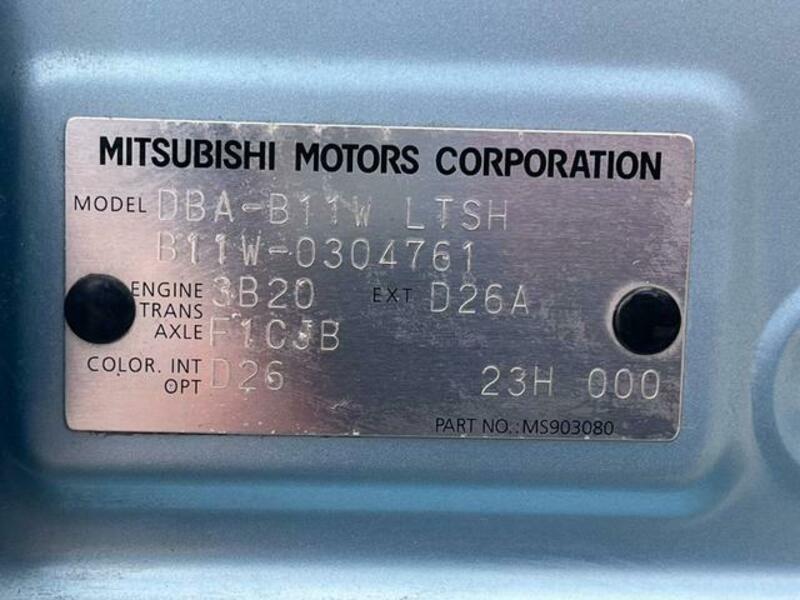 MITSUBISHI MOTORS CORPORATION
MODEL DBA-B11W LTSH
B11W-0304761
ENGINE 3B20 EXT D26A
TRANS
AXLE F1CJB
COLOR. INT D26 23H 000
OPT
PART NO.:MS903080